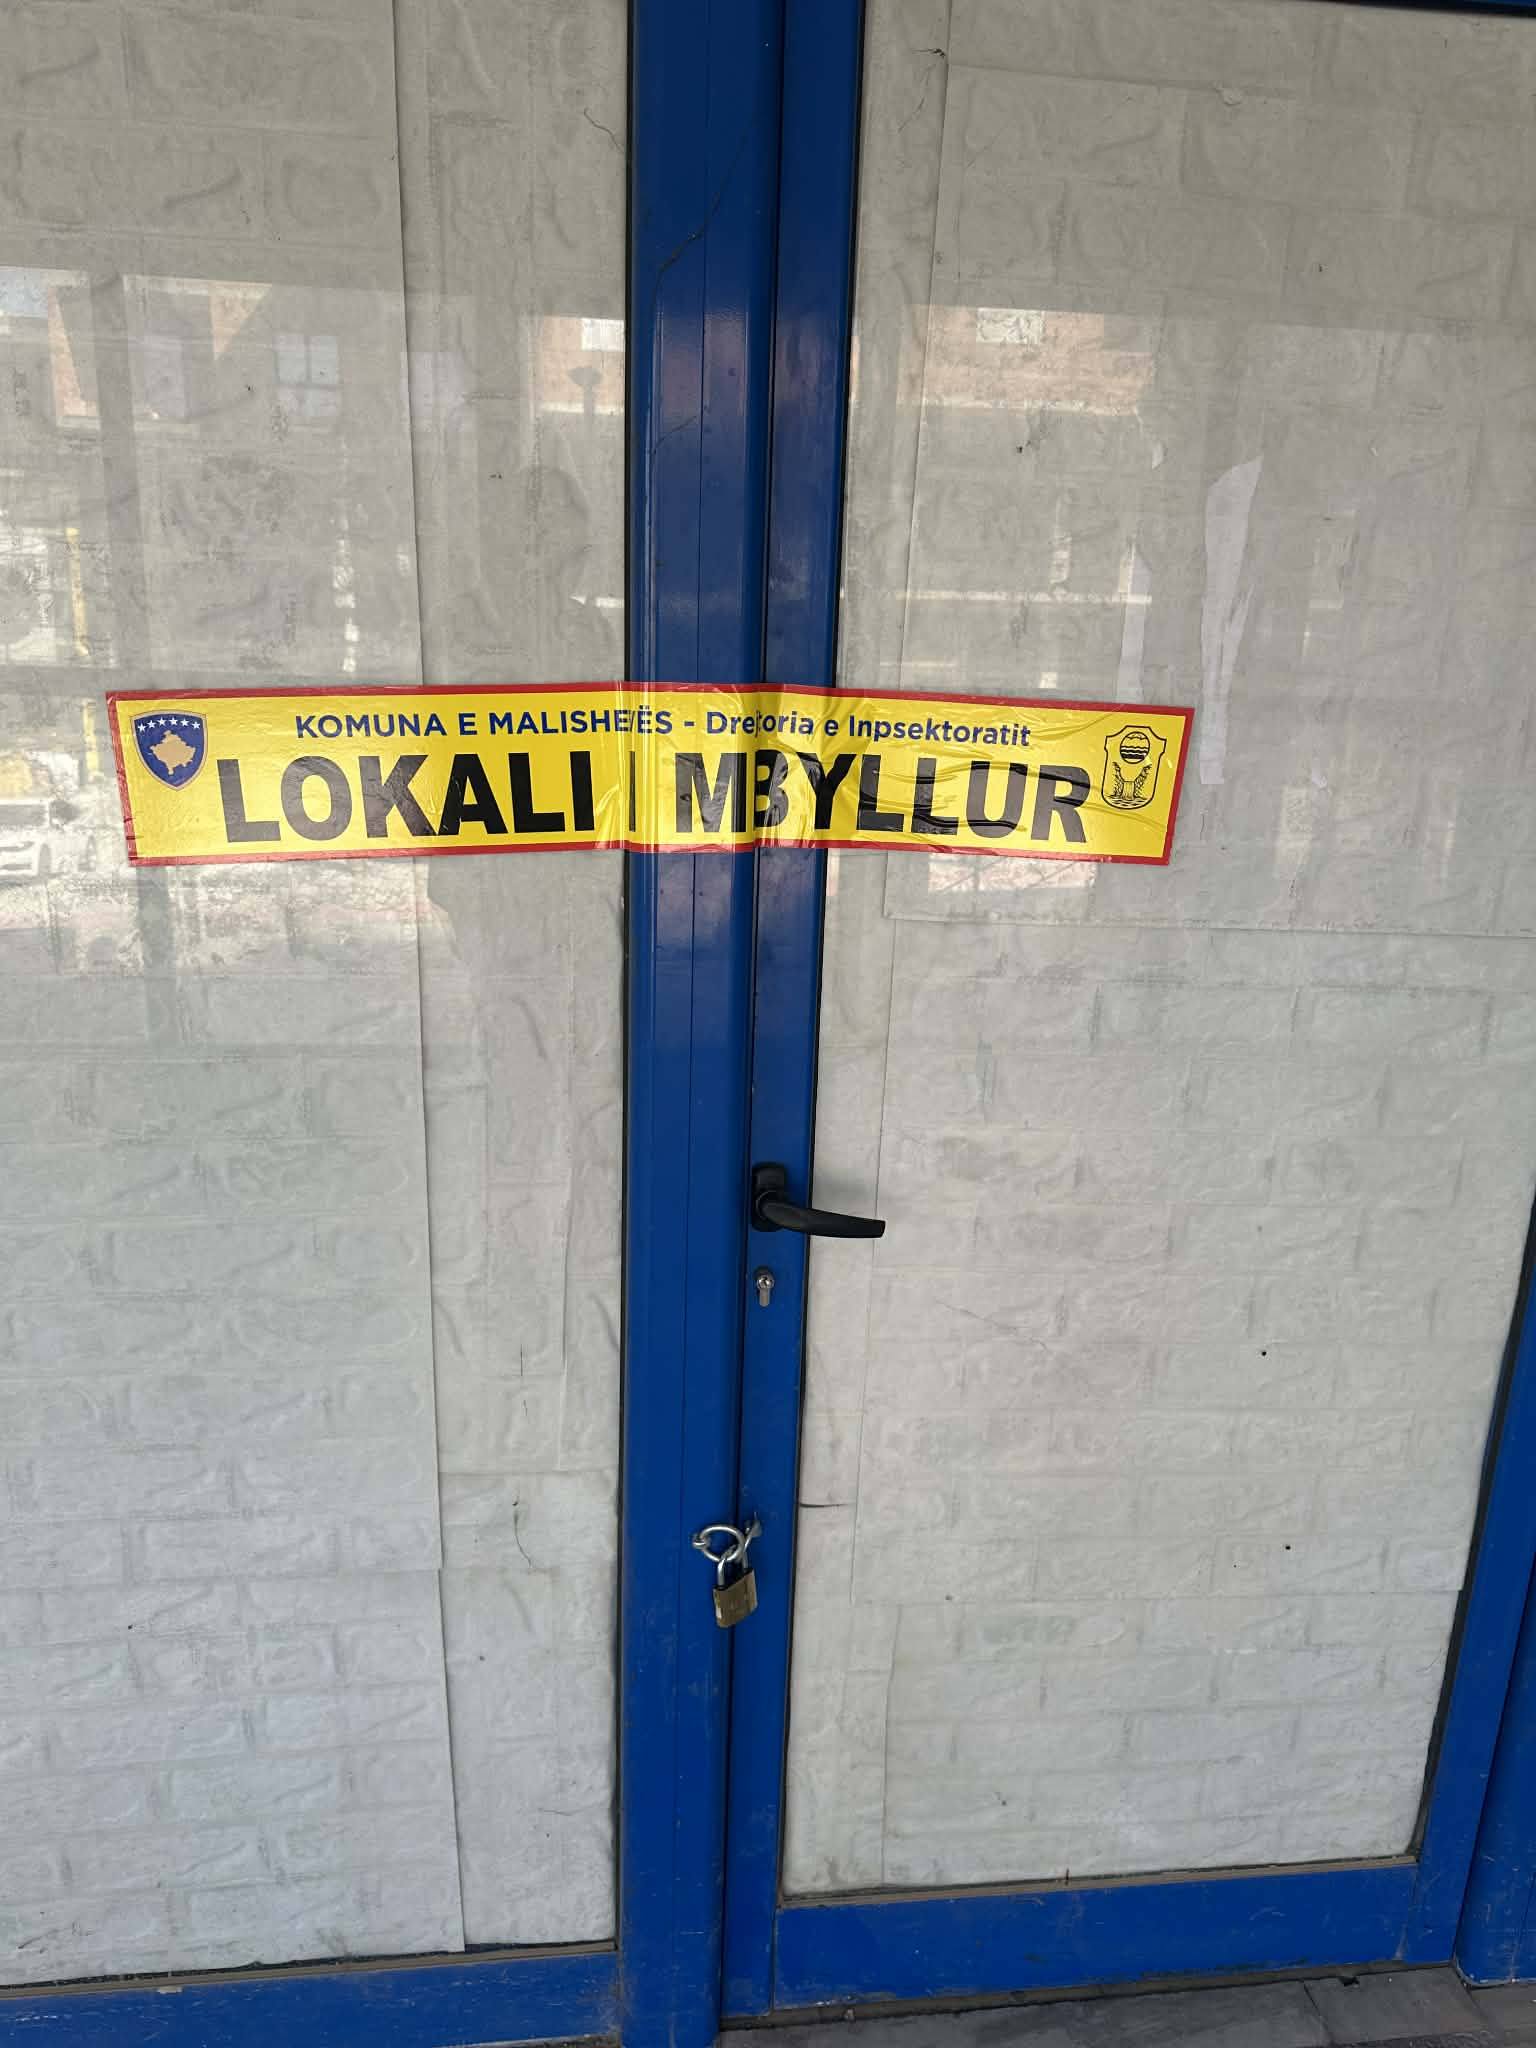 KOMUNA E MALISHEVËS - Drejtoria e Inpsektoratit
LOKALI I MBYLLUR